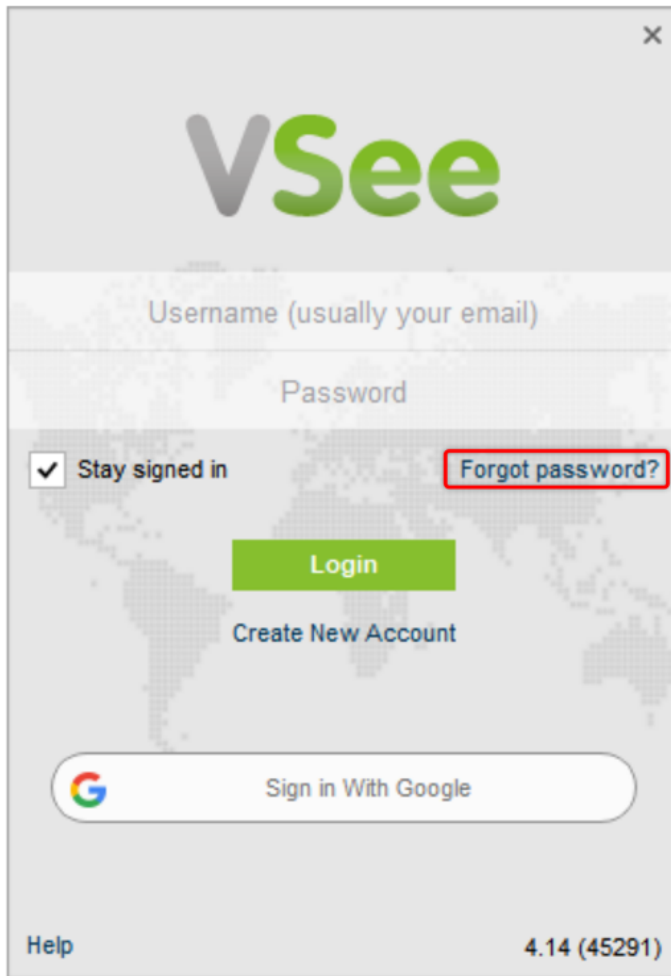 VSee
Username (usually your email)
Password
Stay signed in Forgot password?
Login
Create New Account
Sign in With Google
Help 4.14 (45291)